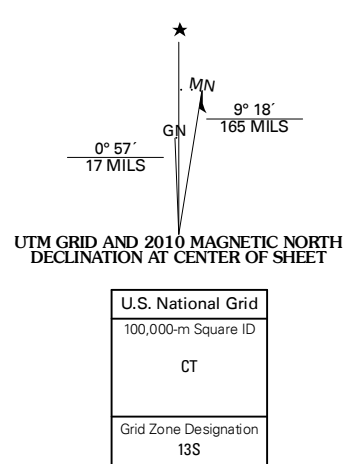 MN
9° 18´
165 MILS
GN
0° 57´
17 MILS
UTM GRID AND 2010 MAGNETIC NORTH
DECLINATION AT CENTER OF SHEET
U.S. National Grid
100,000-m Square ID
CT
Grid Zone Designation
13S